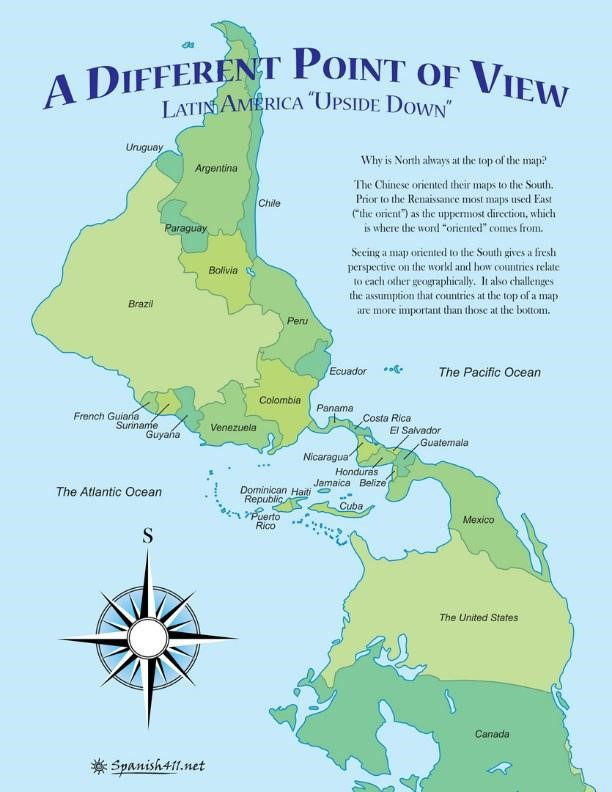 A DIFFERENT POINT OF VIEW
LATIN AMERICA "UPSIDE DOWN"
Why is North always at the top of the map?
The Chinese oriented their maps to the South.
Prior to the Renaissance most maps used East
("the orient") as the uppermost direction, which
is where the word "oriented" comes from.
Seeing a map oriented to the South gives a fresh
perspective on the world and how countries relate
to each other geographically. It also challenges
the assumption that countries at the top of a map
are more important than those at the bottom.
Uruguay
Argentina
Chile
Paraguay
Bolivia
Brazil
Peru
Ecuador
The Pacific Ocean
Colombia
French Guiana
Suriname
Guyana
Venezuela
Panama
Costa Rica
El Salvador
Guatemala
Nicaragua
Honduras
Belize
Jamaica
Haiti
Dominican
Republic
Cuba
Puerto
Rico
The Atlantic Ocean
Mexico
S
The United States
Canada
Spanish411.net